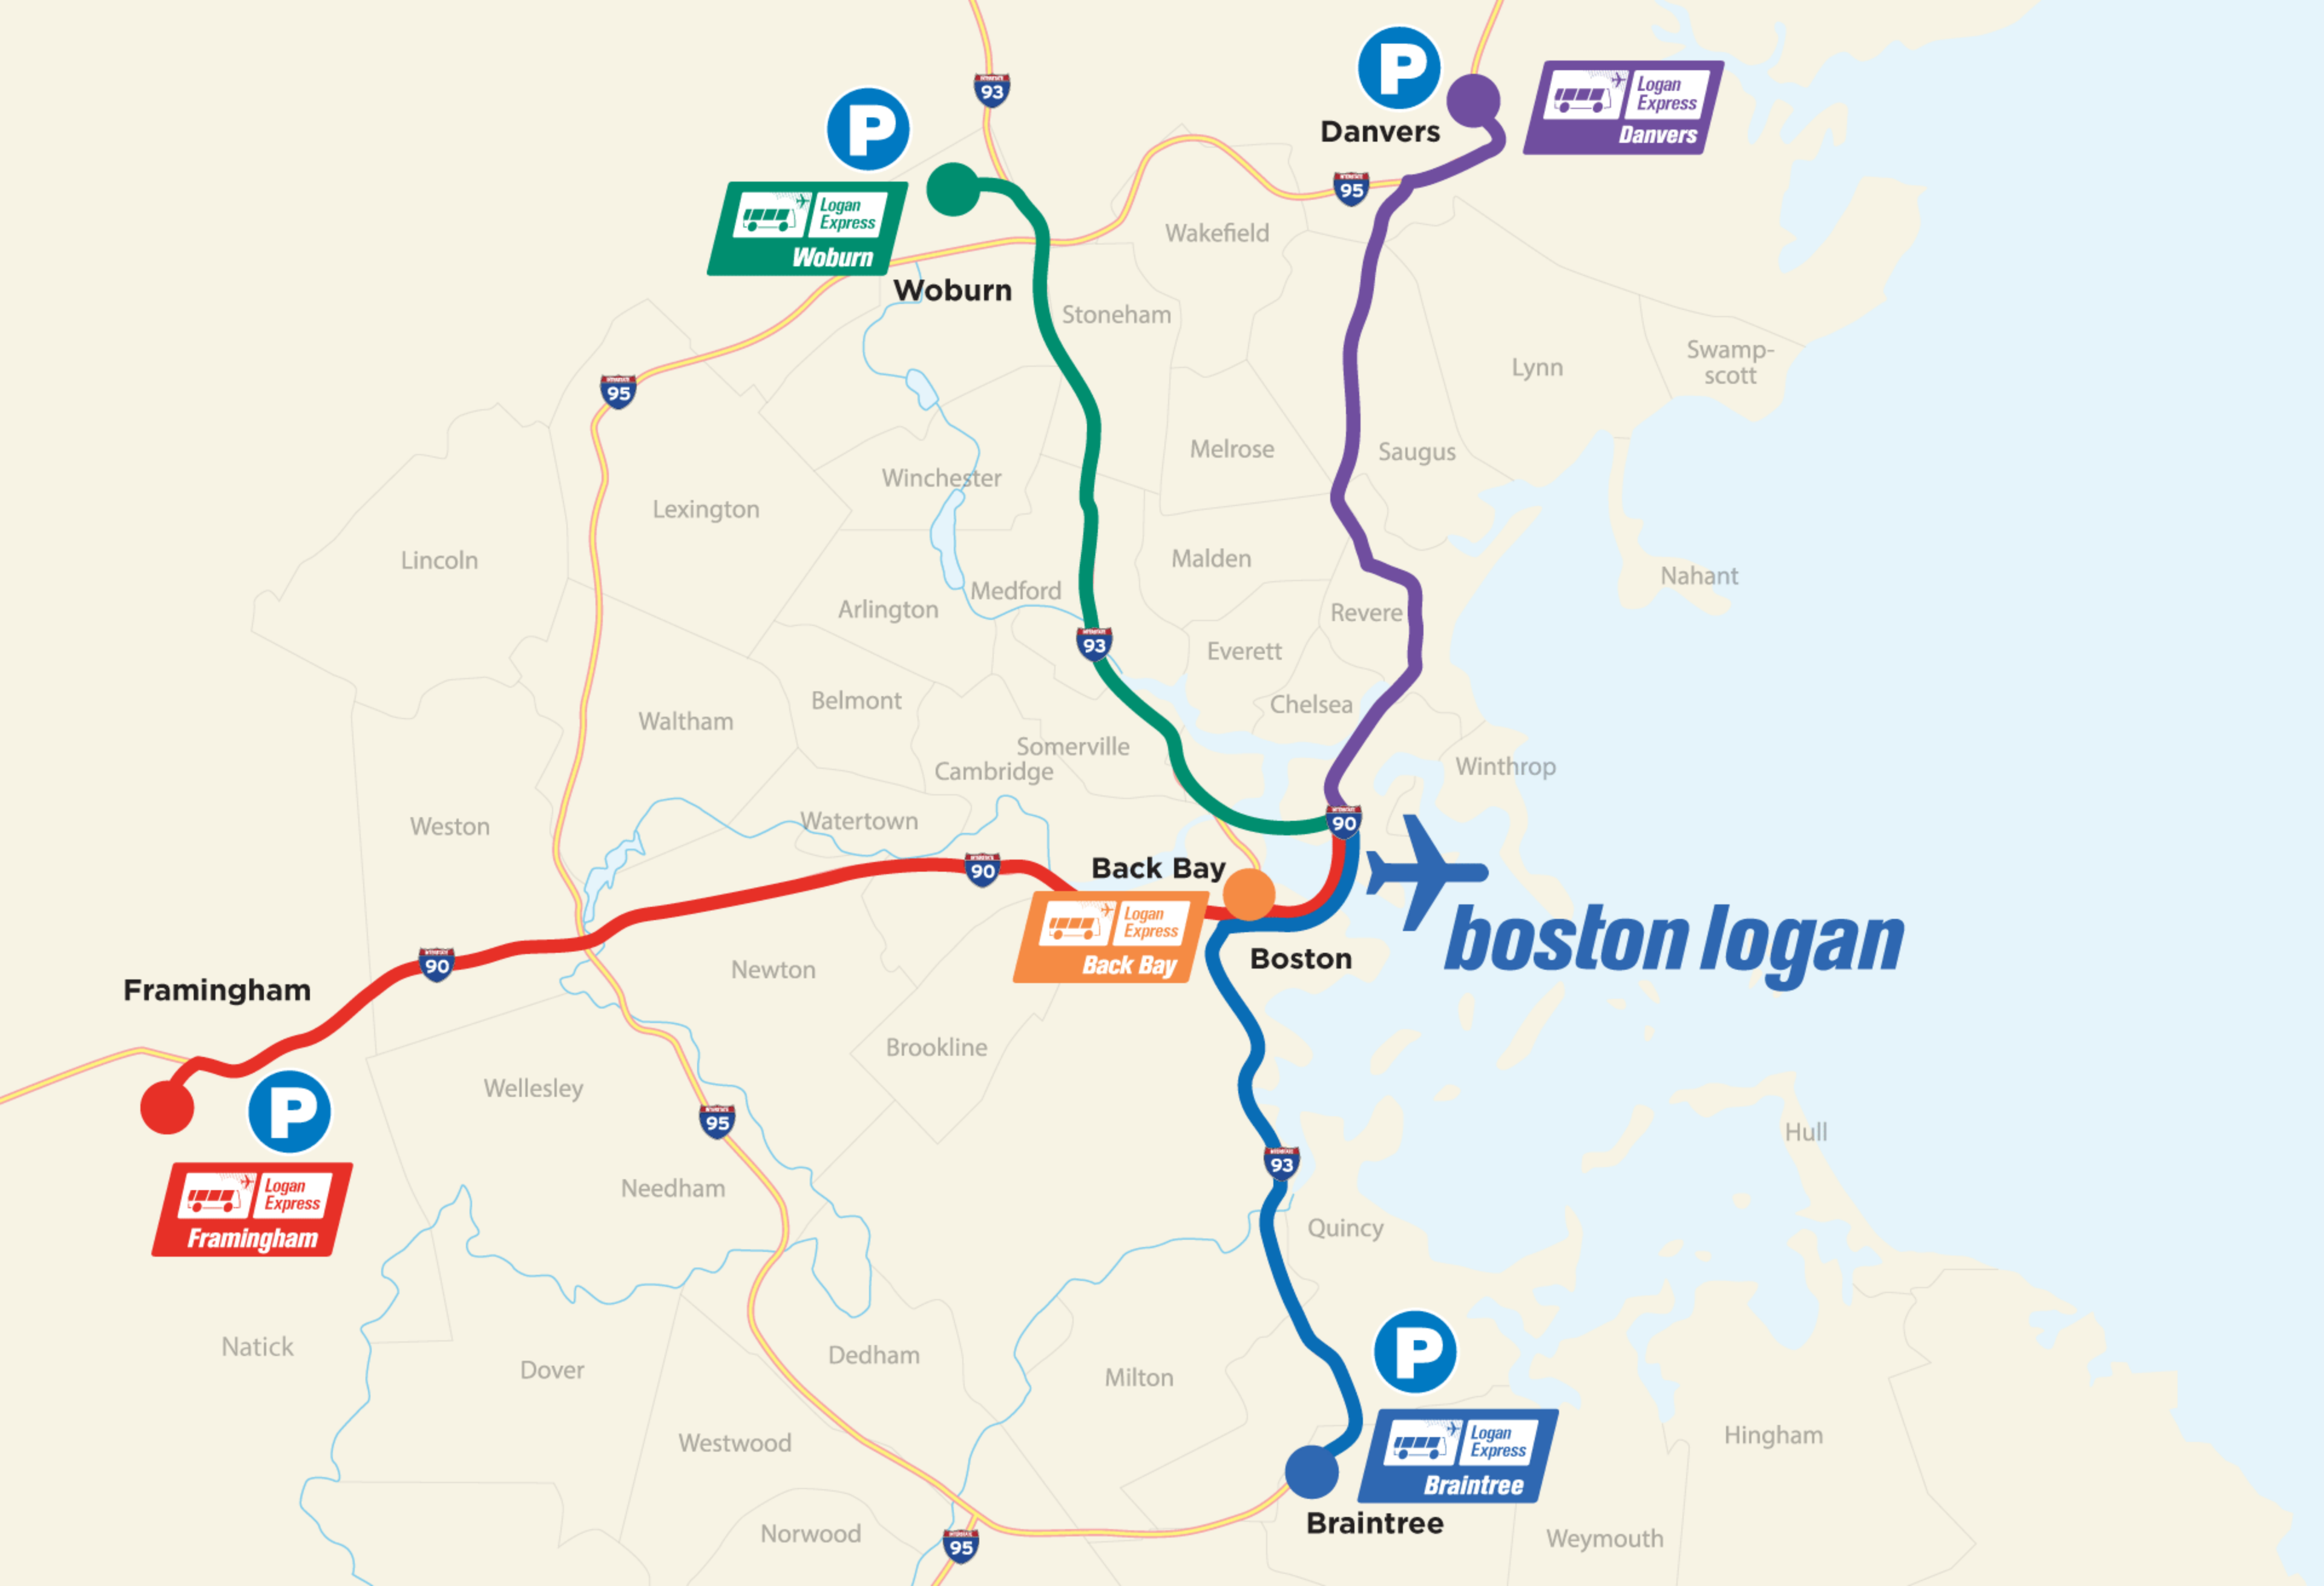 93
P
Danvers
Logan
Express
Danvers
P
Logan
Express
Woburn
Woburn
95
Wakefield
Stoneham
Swamp-
scott
Lynn
95
Melrose
Saugus
Winchester
Lexington
Lincoln
Malden
Nahant
Medford
Arlington
Revere
93
Everett
Belmont
Chelsea
Waltham
Somerville
Cambridge
Winthrop
Weston
Watertown
90
Back Bay
90
Logan
Express
Back Bay
Boston
boston logan
90
Newton
Framingham
Brookline
P
Wellesley
95
Hull
93
Logan
Express
Framingham
Needham
Quincy
Natick
Dover
Dedham
P
Milton
Logan
Express
Braintree
Westwood
Hingham
Braintree
Norwood
95
Weymouth